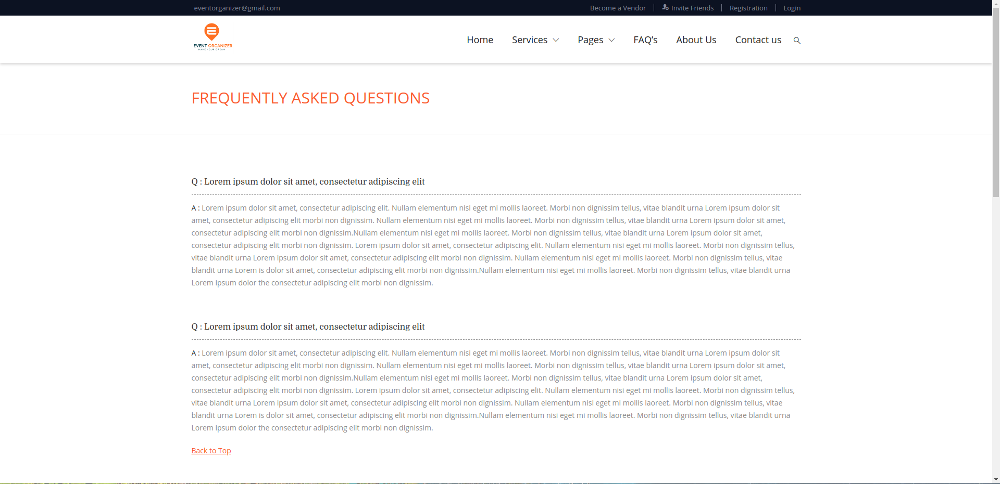 eventorganizer@gmail.com
Become a Vendor
Invite Friends
Registration
Login
EVENT ORGANIZER
MAKE YOUR DREAM
Home
Services
Pages
FAQ’s
About Us
Contact us
FREQUENTLY ASKED QUESTIONS
Q : Lorem ipsum dolor sit amet, consectetur adipiscing elit
A : Lorem ipsum dolor sit amet, consectetur adipiscing elit. Nullam elementum nisi eget mi mollis laoreet. Morbi non dignissim tellus, vitae blandit urna Lorem ipsum dolor sit
amet, consectetur adipiscing elit morbi non dignissim. Nullam elementum nisi eget mi mollis laoreet. Morbi non dignissim tellus, vitae blandit urna Lorem ipsum dolor sit amet,
consectetur adipiscing elit morbi non dignissim.Nullam elementum nisi eget mi mollis laoreet. Morbi non dignissim tellus, vitae blandit urna Lorem ipsum dolor sit amet,
consectetur adipiscing elit morbi non dignissim. Lorem ipsum dolor sit amet, consectetur adipiscing elit. Nullam elementum nisi eget mi mollis laoreet. Morbi non dignissim tellus,
vitae blandit urna Lorem ipsum dolor sit amet, consectetur adipiscing elit morbi non dignissim. Nullam elementum nisi eget mi mollis laoreet. Morbi non dignissim tellus, vitae
blandit urna Lorem is dolor sit amet, consectetur adipiscing elit morbi non dignissim.Nullam elementum nisi eget mi mollis laoreet. Morbi non dignissim tellus, vitae blandit urna
Lorem ipsum dolor the consectetur adipiscing elit morbi non dignissim.
Q : Lorem ipsum dolor sit amet, consectetur adipiscing elit
A : Lorem ipsum dolor sit amet, consectetur adipiscing elit. Nullam elementum nisi eget mi mollis laoreet. Morbi non dignissim tellus, vitae blandit urna Lorem ipsum dolor sit
amet, consectetur adipiscing elit morbi non dignissim. Nullam elementum nisi eget mi mollis laoreet. Morbi non dignissim tellus, vitae blandit urna Lorem ipsum dolor sit amet,
consectetur adipiscing elit morbi non dignissim.Nullam elementum nisi eget mi mollis laoreet. Morbi non dignissim tellus, vitae blandit urna Lorem ipsum dolor sit amet,
consectetur adipiscing elit morbi non dignissim. Lorem ipsum dolor sit amet, consectetur adipiscing elit. Nullam elementum nisi eget mi mollis laoreet. Morbi non dignissim tellus,
vitae blandit urna Lorem ipsum dolor sit amet, consectetur adipiscing elit morbi non dignissim. Nullam elementum nisi eget mi mollis laoreet. Morbi non dignissim tellus, vitae
blandit urna Lorem is dolor sit amet, consectetur adipiscing elit morbi non dignissim.Nullam elementum nisi eget mi mollis laoreet. Morbi non dignissim tellus, vitae blandit urna
Lorem ipsum dolor the consectetur adipiscing elit morbi non dignissim.
Back to Top